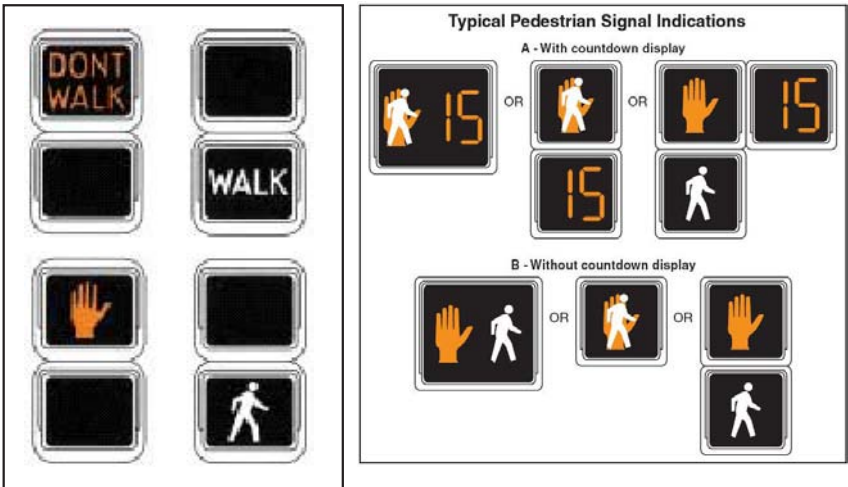 DONT
WALK
WALK
Typical Pedestrian Signal Indications
A - With countdown display
15 OR OR 15
15
B - Without countdown display
OR OR